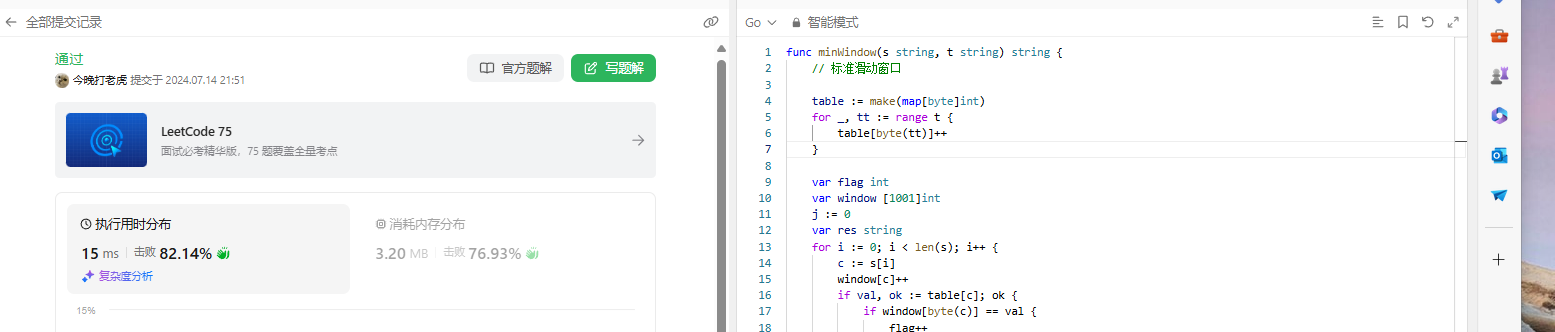 全部提交记录
通过
今晚打老虎 提交于 2024.07.14 21:51
官方题解
写题解
LeetCode 75
面试必考精华版，75 题覆盖全量考点
执行用时分布
15 ms 击败 82.14%
复杂度分析
消耗内存分布
3.20 MB 击败 76.93%
15%
Go 智能模式
1 func minWindow(s string, t string) string {
2 // 标准滑动窗口
3
4 table := make(map[byte]int)
5 for _, tt := range t {
6 table[byte(tt)]++
7 }
8
9 var flag int
10 var window [1001]int
11 j := 0
12 var res string
13 for i := 0; i < len(s); i++ {
14 c := s[i]
15 window[c]++
16 if val, ok := table[c]; ok {
17 if window[byte(c)] == val {
18 flag++